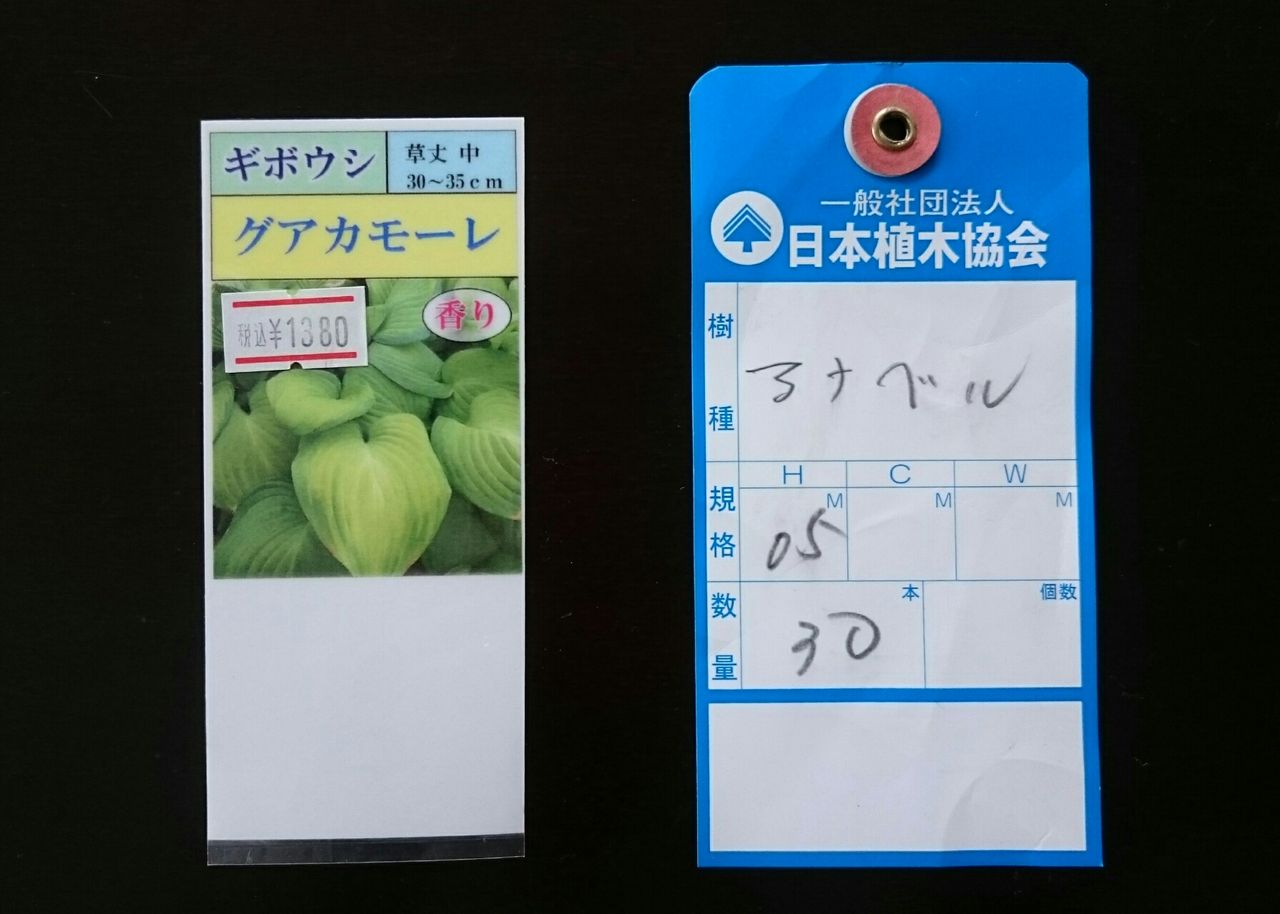 ギボウシ
草丈 中
30~35cm
グアカモーレ
税込¥1380
香り
一般社団法人
日本植木協会
樹種
アナベル
規格
H
C
W
M
M
M
05
数量
本
個数
30